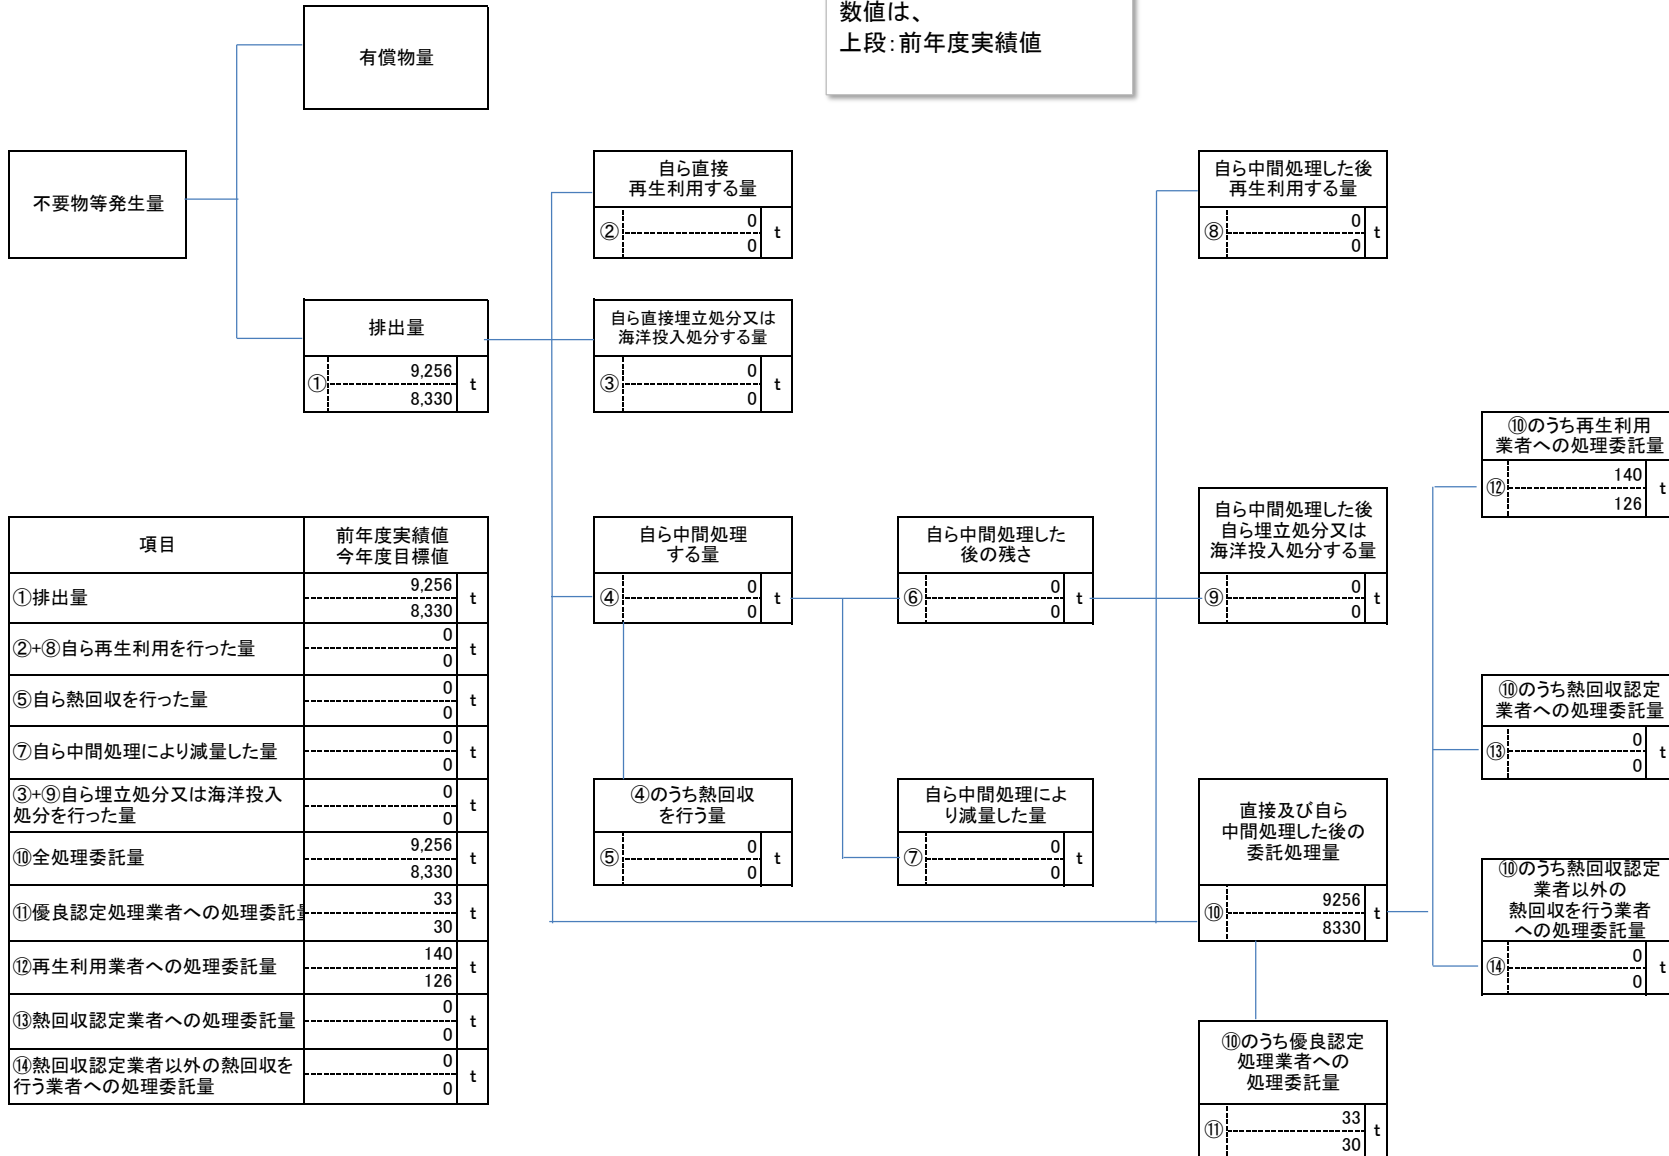 数値は、
上段：前年度実績値
有償物量
不要物等発生量
自ら直接
再生利用する量
②
0
0
t
自ら中間処理した後
再生利用する量
⑧
0
0
t
排出量
①
9,256
8,330
t
自ら直接埋立処分又は
海洋投入処分する量
③
0
0
t
⑩のうち再生利用
業者への処理委託量
⑫
140
126
t
自ら中間処理
する量
④
0
0
t
自ら中間処理した
後の残さ
⑥
0
0
t
自ら中間処理した後
自ら埋立処分又は
海洋投入処分する量
⑨
0
0
t
⑩のうち熱回収認定
業者への処理委託量
⑬
0
0
t
④のうち熱回収
を行う量
⑤
0
0
t
自ら中間処理によ
り減量した量
⑦
0
0
t
直接及び自ら
中間処理した後の
委託処理量
⑩
9256
8330
t
⑩のうち熱回収認定
業者以外の
熱回収を行う業者
への処理委託量
⑭
0
0
t
⑩のうち優良認定
処理業者への
処理委託量
⑪
33
30
t
項目
前年度実績値
今年度目標値
①排出量
9,256
8,330
t
②+⑧自ら再生利用を行った量
0
0
t
⑤自ら熱回収を行った量
0
0
t
⑦自ら中間処理により減量した量
0
0
t
③+⑨自ら埋立処分又は海洋投入
処分を行った量
0
0
t
⑩全処理委託量
9,256
8,330
t
⑪優良認定処理業者への処理委託量
33
30
t
⑫再生利用業者への処理委託量
140
126
t
⑬熱回収認定業者への処理委託量
0
0
t
⑭熱回収認定業者以外の熱回収を
行う業者への処理委託量
0
0
t